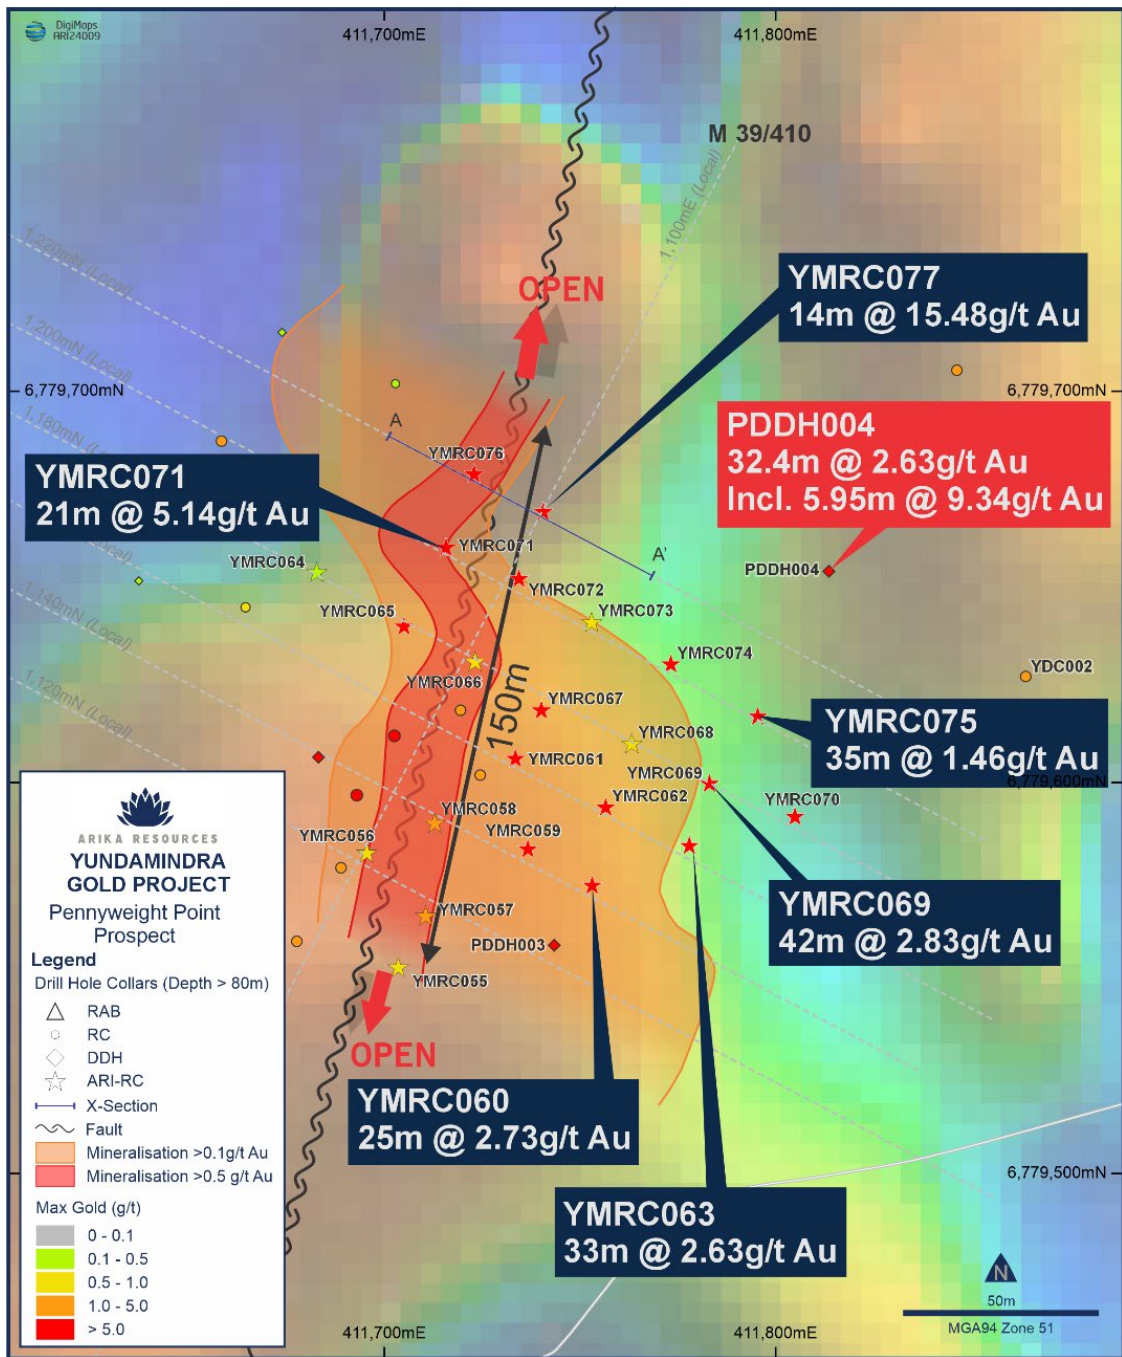 DigiMaps
ARI24009
411,700mE
411,800mE
M 39/410
1,100mE (Local)
1,220mN (Local)
1,200mN (Local)
OPEN
YMRC077
14m @ 15.48g/t Au
6,779,700mN
6,779,700mN
1,180mN
A
PDDH004
32.4m @ 2.63g/t Au
Incl. 5.95m @ 9.34g/t Au
YMRC076
YMRC071
21m @ 5.14g/t Au
YMRC071
A'
YMRC064
PDDH004
YMRC072
1,140mN (Local)
YMRC065
YMRC073
YMRC074
YDC002
YMRC066
1,120mN (Local)
150m
YMRC067
YMRC075
35m @ 1.46g/t Au
YMRC068
YMRC061
YMRC069
6,779,600mN
YMRC062
YMRC070
YMRC058
YMRC056
YMRC059
YMRC069
42m @ 2.83g/t Au
YMRC057
PDDH003
YMRC055
OPEN
YMRC060
25m @ 2.73g/t Au
6,779,500mN
YMRC063
33m @ 2.63g/t Au
ARIKA RESOURCES
YUNDAMINDRA
GOLD PROJECT
Pennyweight Point
Prospect
Legend
Drill Hole Collars (Depth > 80m)
RAB
RC
DDH
ARI-RC
X-Section
Fault
Mineralisation >0.1g/t Au
Mineralisation >0.5 g/t Au
Max Gold (g/t)
0 - 0.1
0.1 - 0.5
0.5 - 1.0
1.0 - 5.0
> 5.0
N
50m
MGA94 Zone 51
411,700mE
411,800mE